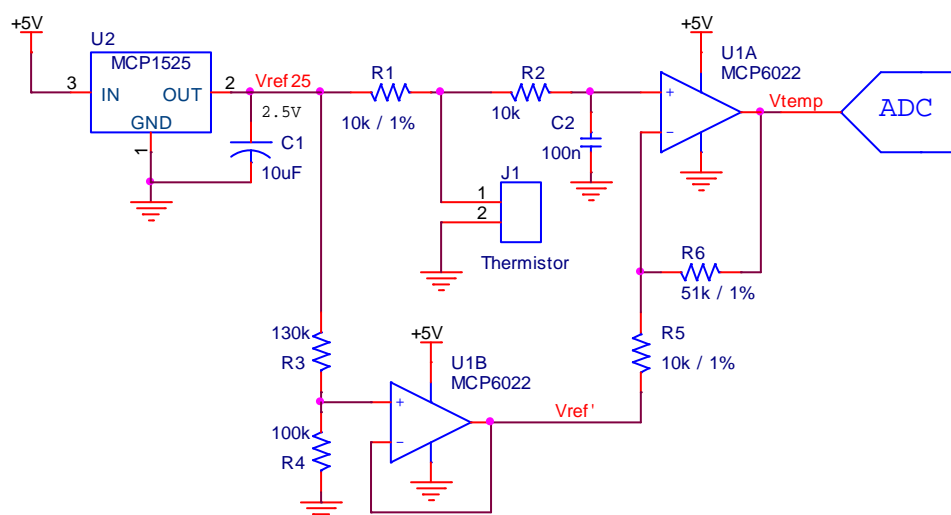 +5V
U2
MCP1525
3
IN
OUT
2
GND
1
Vref25
2.5V
C1
10uF
R1
10k / 1%
R2
10k
C2
100n
+5V
U1A
MCP6022
+
−
Vtemp
ADC
J1
1
2
Thermistor
R6
51k / 1%
R5
10k / 1%
130k
R3
100k
R4
+5V
U1B
MCP6022
+
−
Vref'